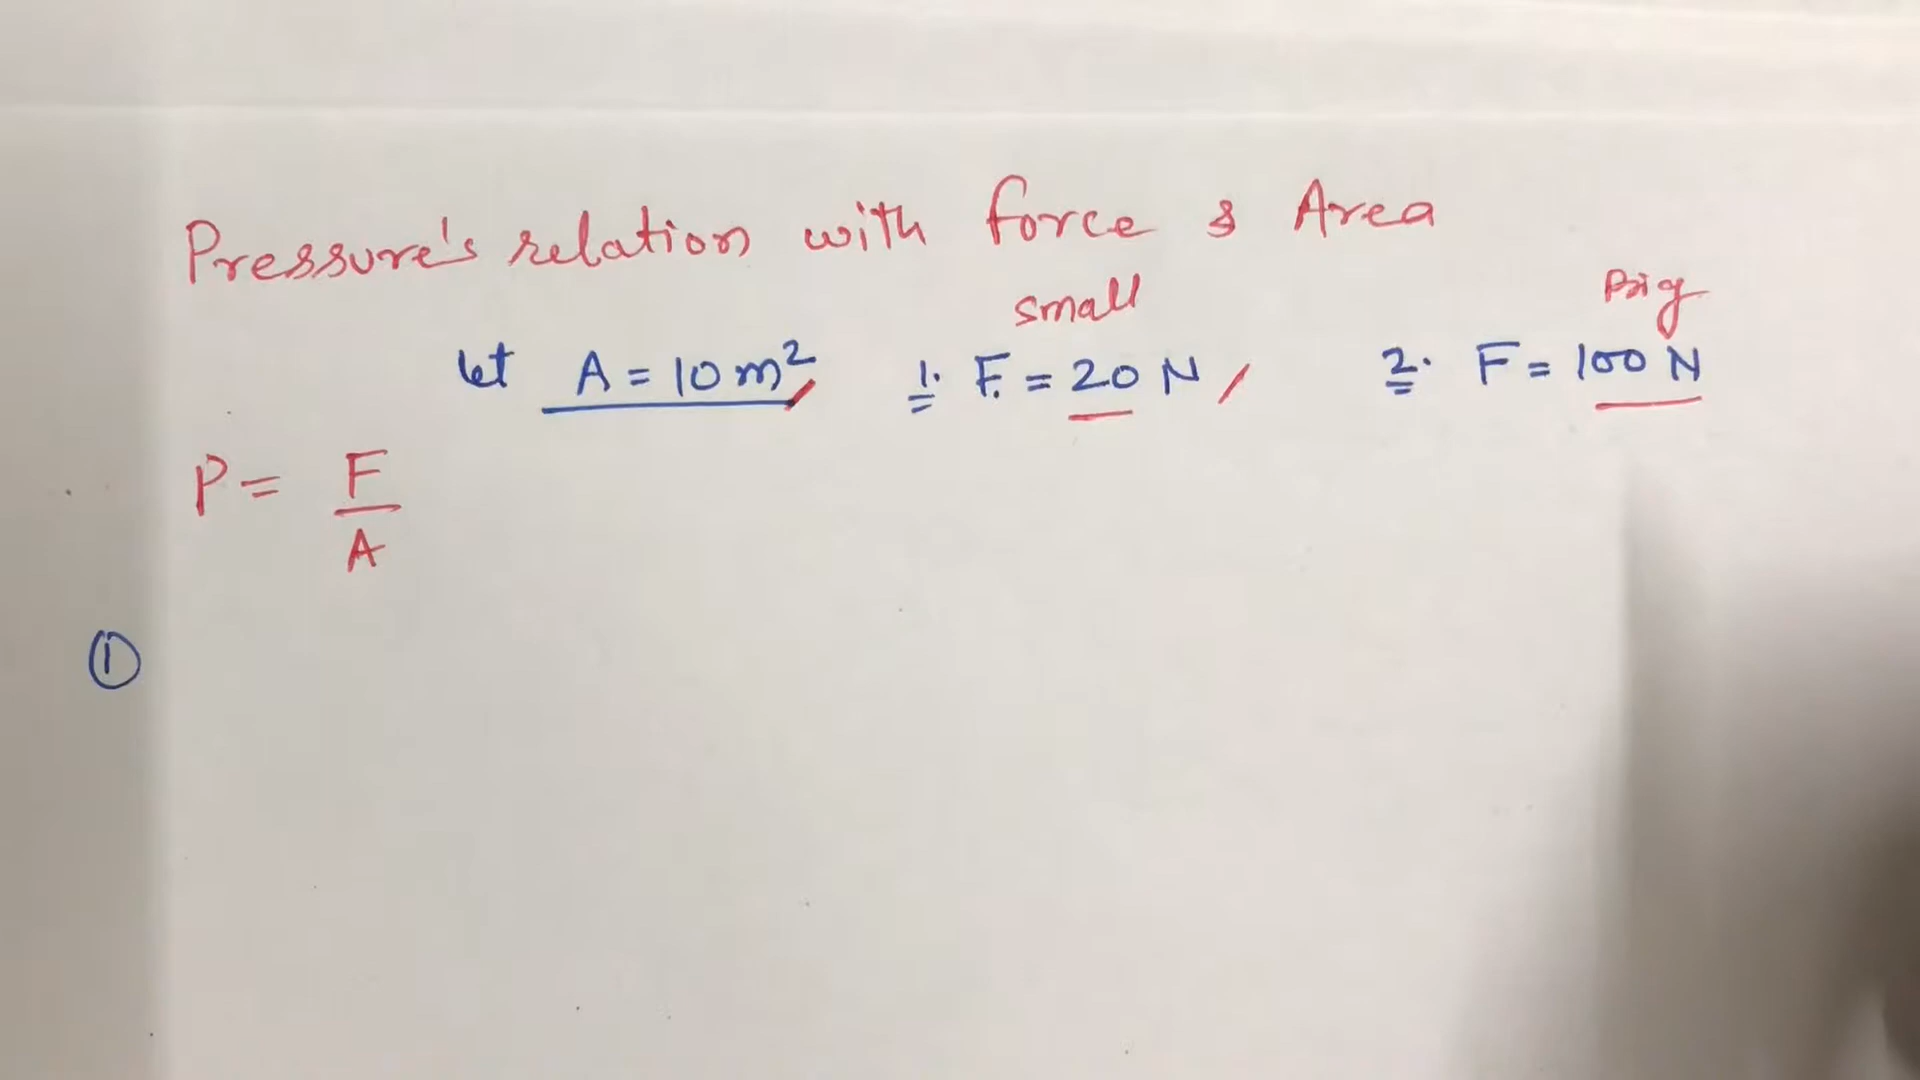 Pressure's relation with force & Area
small Big
let A = 10 m² 1. F. = 20 N / 2. F = 100 N
P = F/A
①